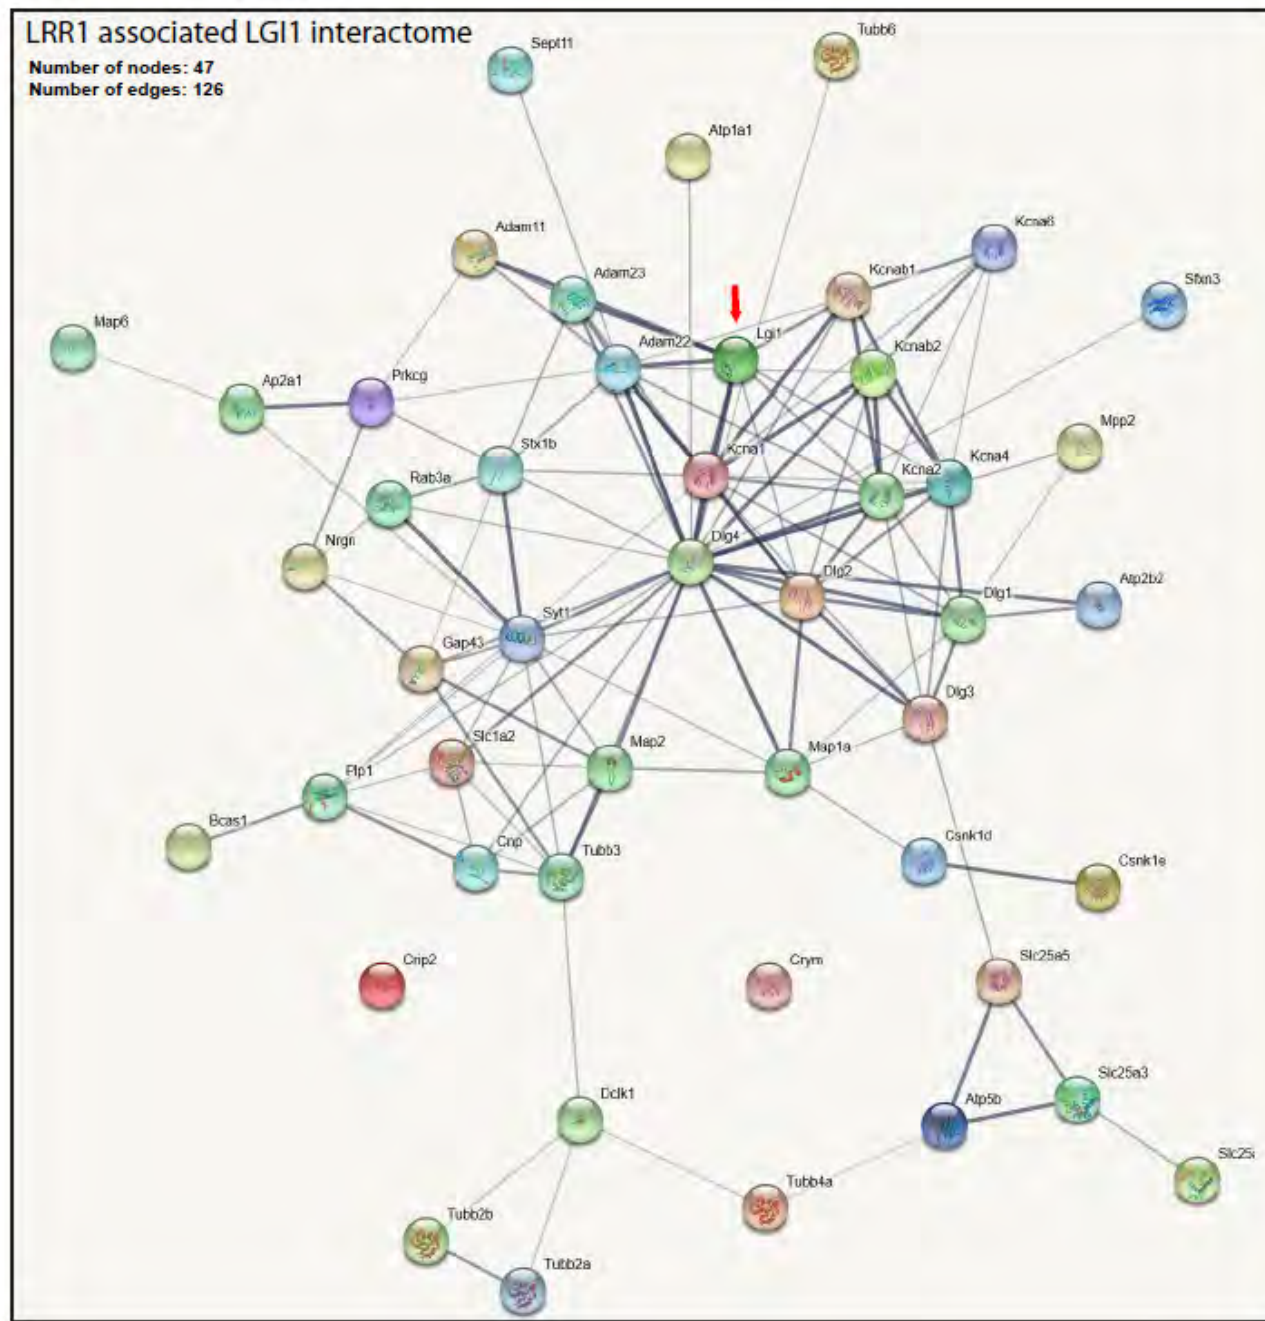 LRR1 associated LGI1 interactome
Number of nodes: 47
Number of edges: 126
Sept11
Tubb6
Atp1a1
Adam11
Kcna6
Adam23
Kcnab1
Sfxn3
Map6
Lgi1
Adam22
Kcnab2
Ap2a1
Prkcg
Mpp2
Stx1b
Kcna1
Kcna2
Kcna4
Rab3a
Nrgn
Dlg4
Dlg2
Dlg1
Atp2b2
Syt1
Gap43
Dlg3
Slc1a2
Map2
Map1a
Plp1
Bcas1
Cnp
Tubb3
Csnk1d
Csnk1e
Crip2
Crym
Slc25a5
Slc25a3
Dclk1
Atp5b
Slc25
Tubb4a
Tubb2b
Tubb2a